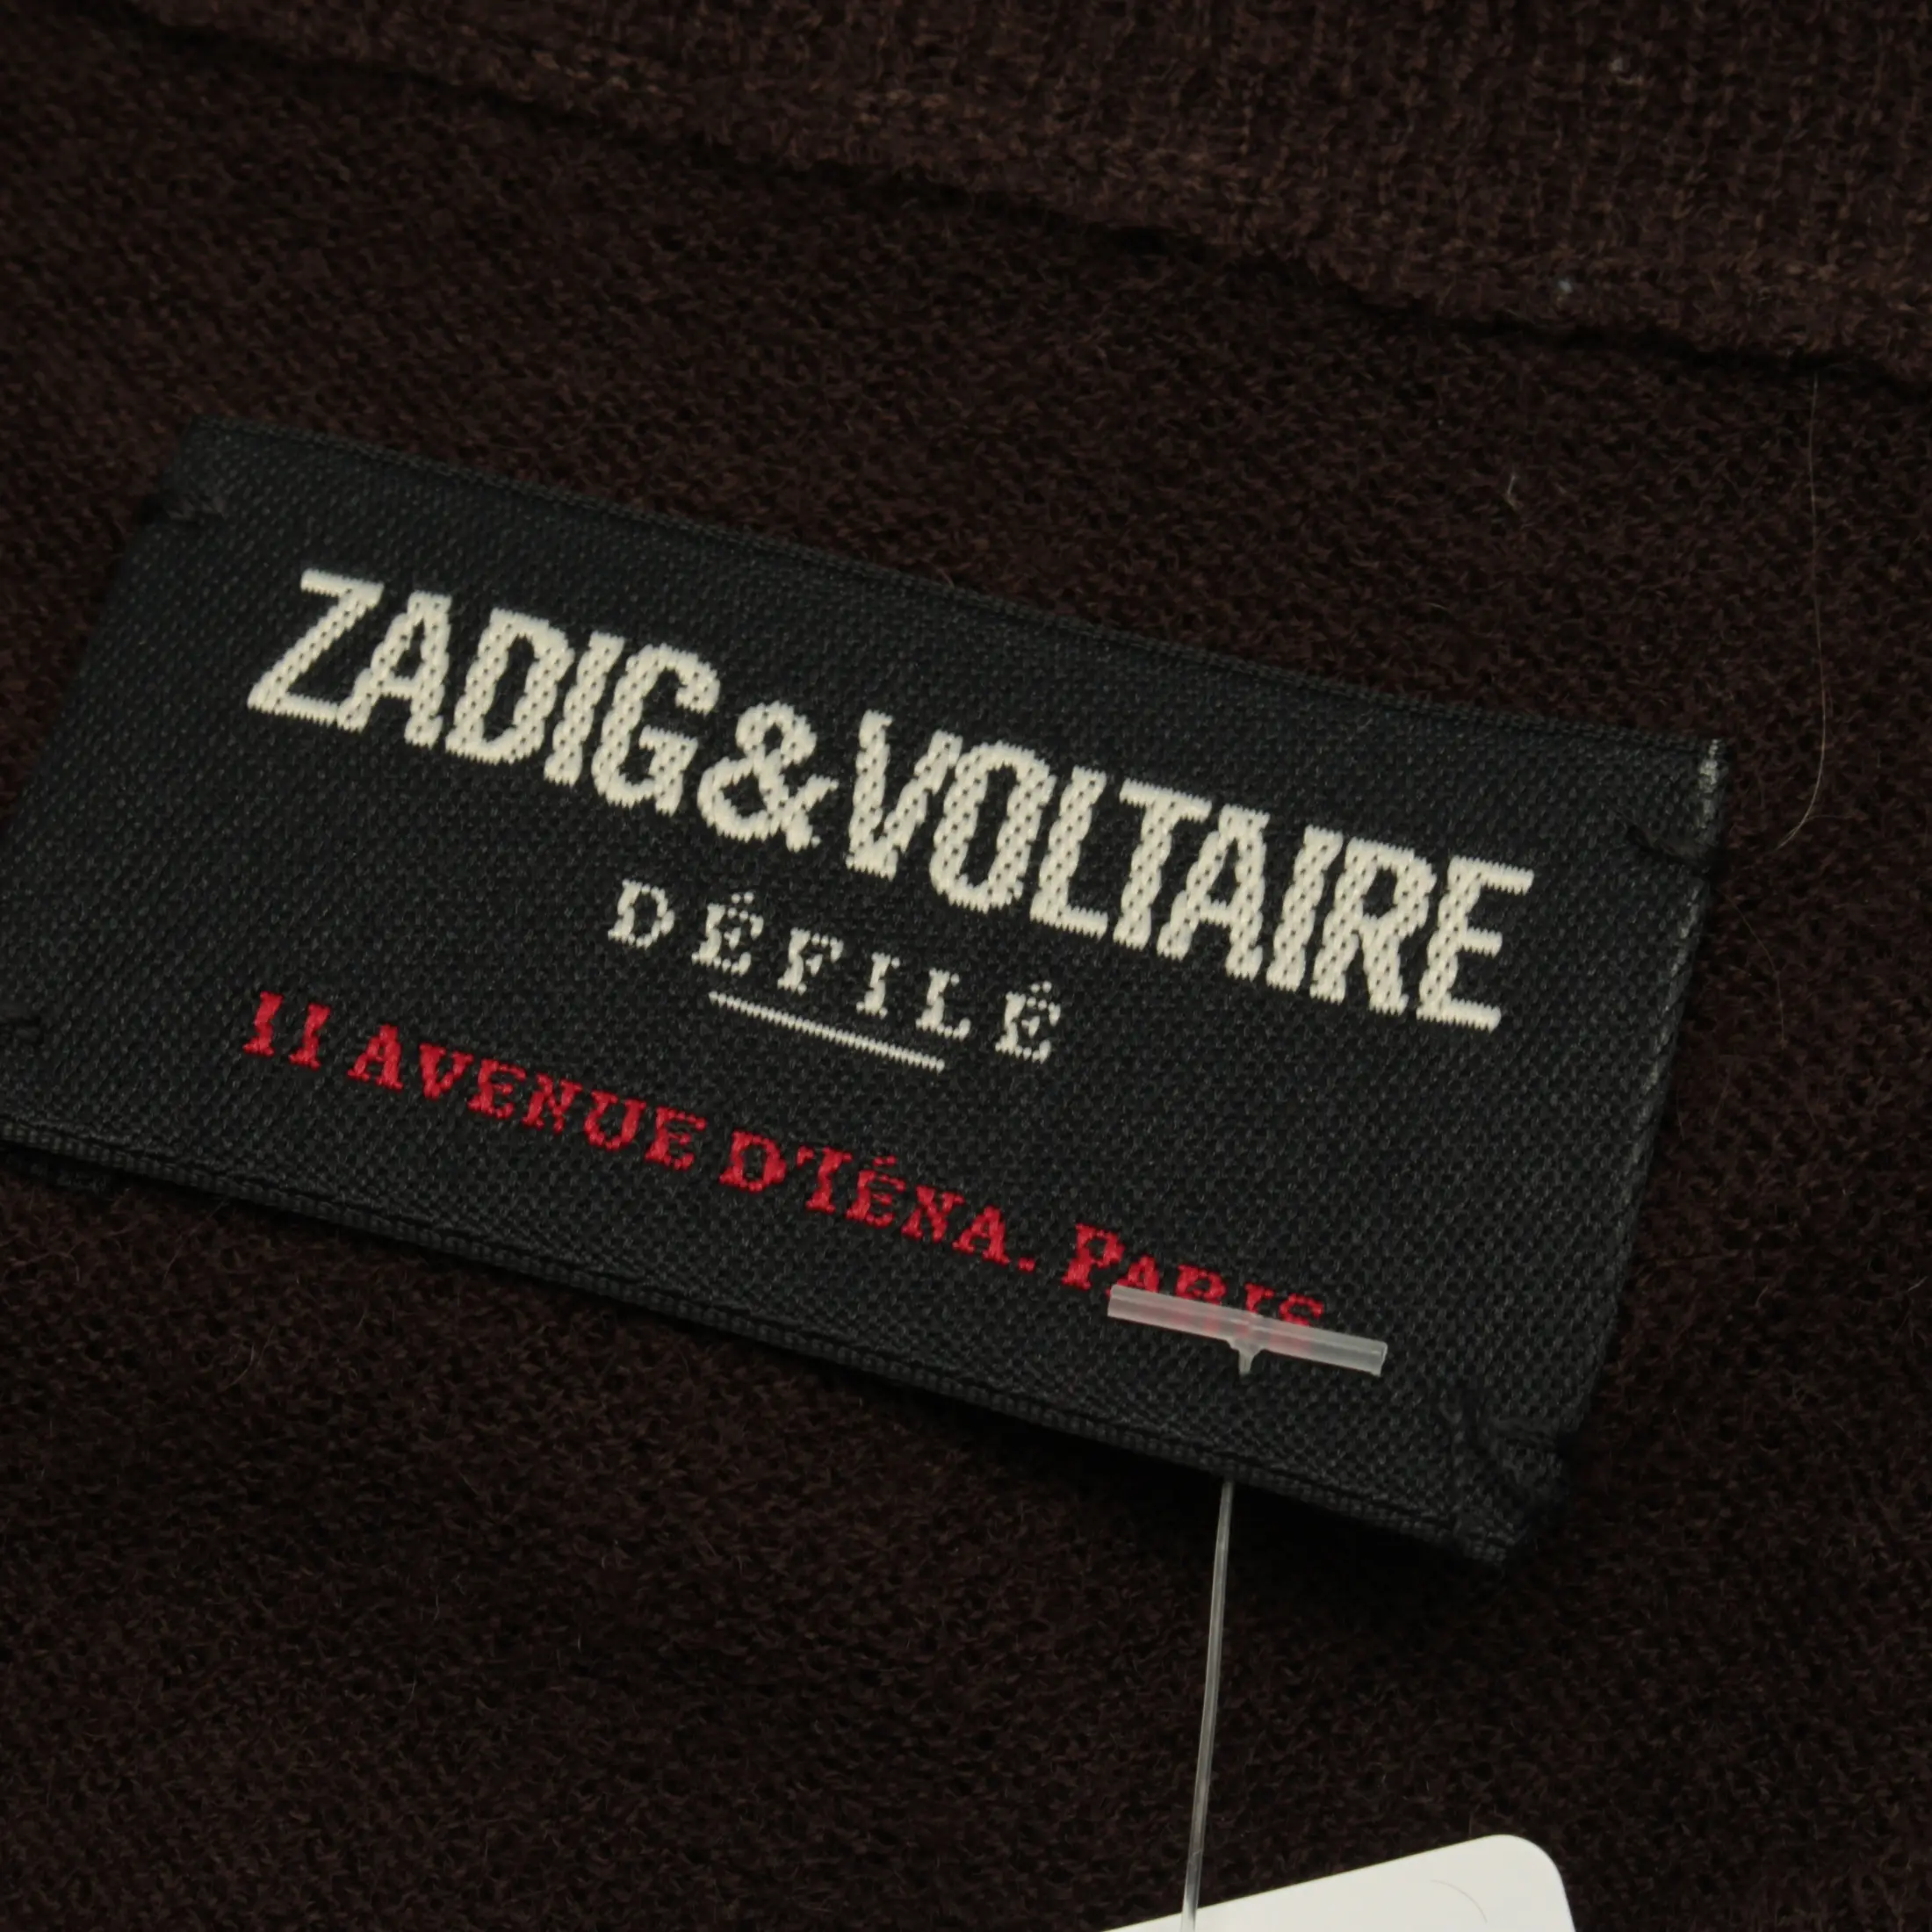 ZADIG&VOLTAIRE
DÉFILÉ
11 AVENUE D'IÉNA. PARIS